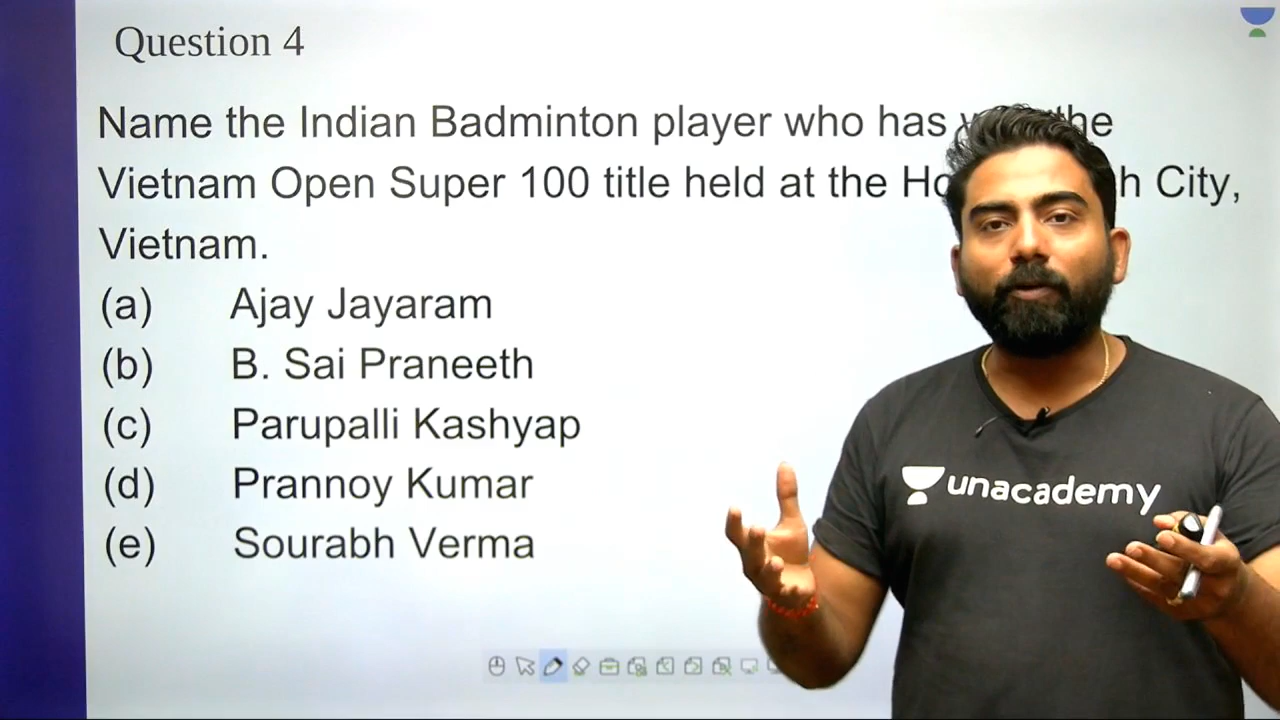 Question 4
Name the Indian Badminton player who has the
Vietnam Open Super 100 title held at the City,
Vietnam.
(a) Ajay Jayaram
(b) B. Sai Praneeth
(c) Parupalli Kashyap
(d) Prannoy Kumar
(e) Sourabh Verma
unacademy